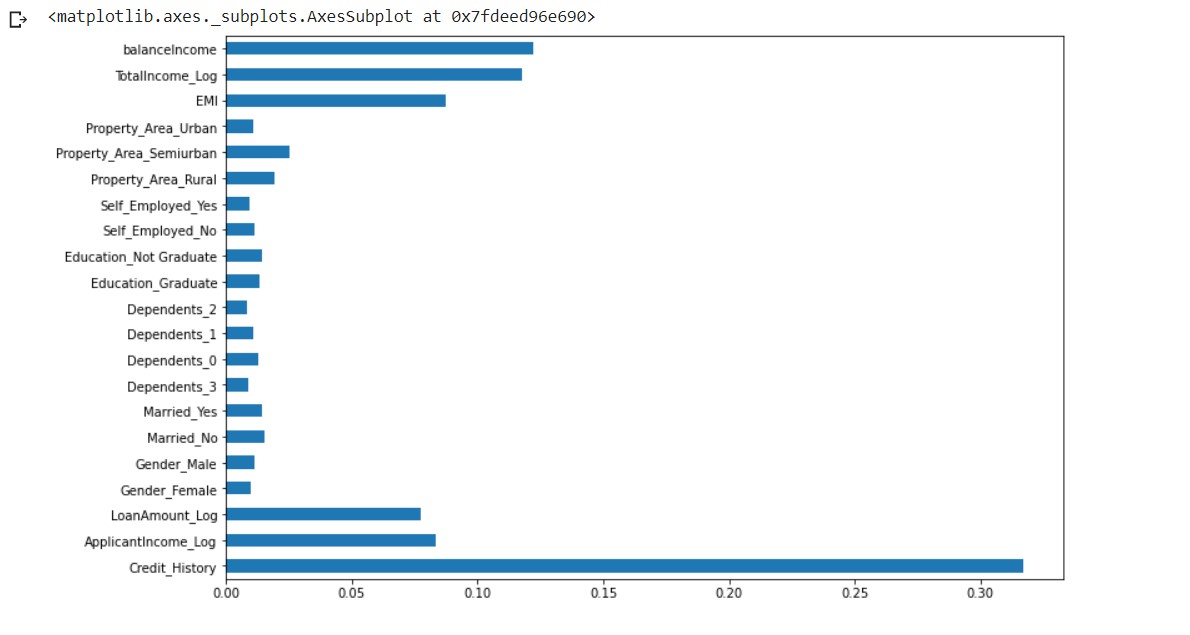 <matplotlib.axes._subplots.AxesSubplot at 0x7fdeed96e690>
balanceIncome
TotalIncome_Log
EMI
Property_Area_Urban
Property_Area_Semiurban
Property_Area_Rural
Self_Employed_Yes
Self_Employed_No
Education_Not Graduate
Education_Graduate
Dependents_2
Dependents_1
Dependents_0
Dependents_3
Married_Yes
Married_No
Gender_Male
Gender_Female
LoanAmount_Log
ApplicantIncome_Log
Credit_History
0.00 0.05 0.10 0.15 0.20 0.25 0.30